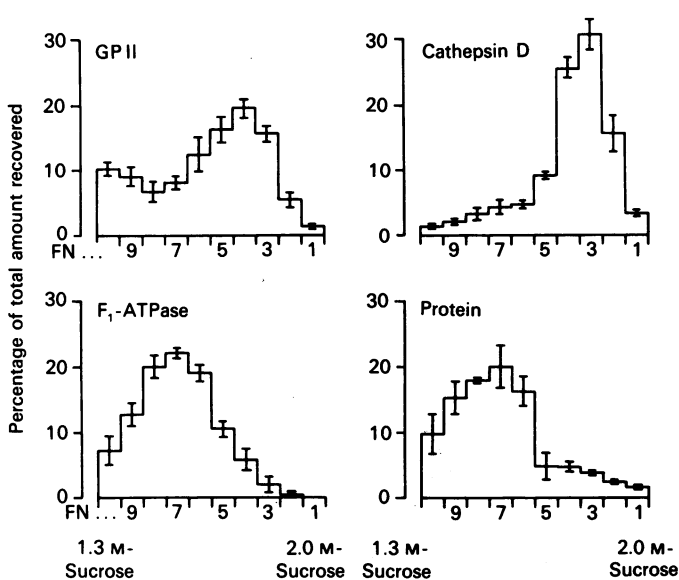 Percentage of total amount recovered
GPII
30
20
10
0
FN ... 9 7 5 3 1
Cathepsin D
30
20
10
0
9 7 5 3 1
F₁-ATPase
30
20
10
0
FN ... 9 7 5 3 1
1.3 M-
Sucrose
2.0 M-
Sucrose
Protein
30
20
10
0
9 7 5 3 1
1.3 M-
Sucrose
2.0 M-
Sucrose